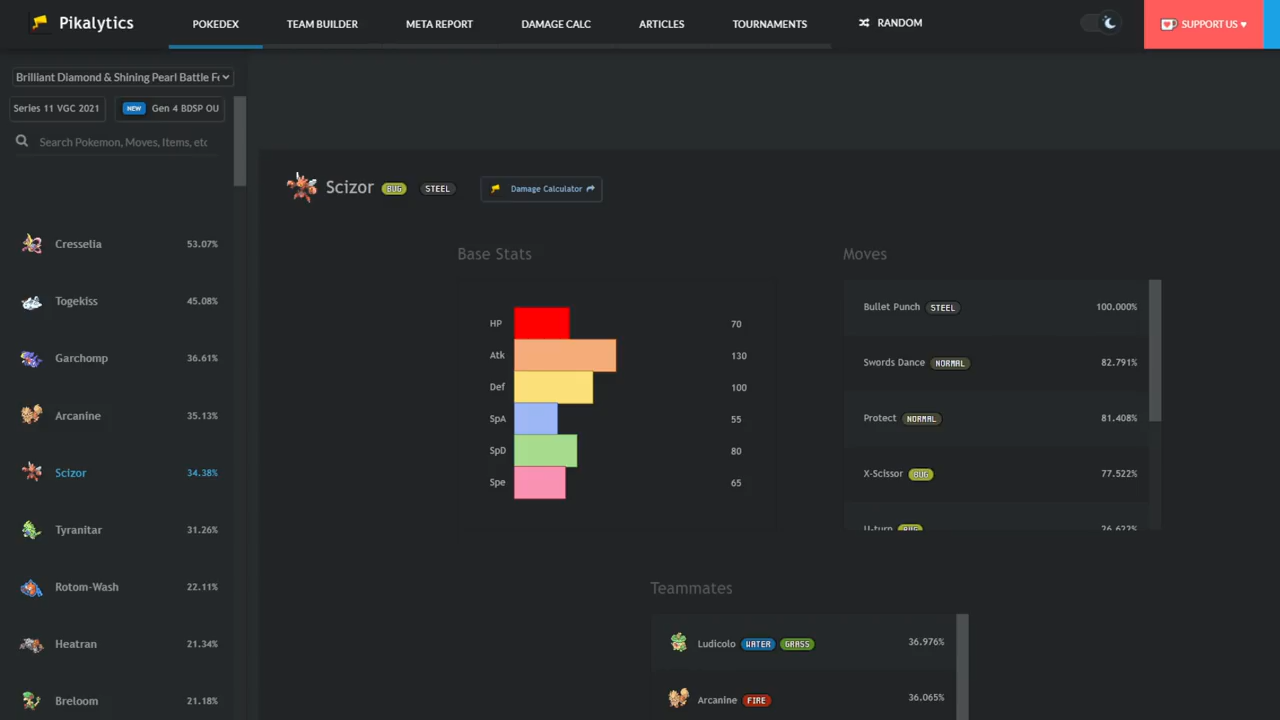 Pikalytics
POKEDEX
TEAM BUILDER
META REPORT
DAMAGE CALC
ARTICLES
TOURNAMENTS
RANDOM
SUPPORT US ♥
Brilliant Diamond & Shining Pearl Battle Fe
Series 11 VGC 2021
NEW Gen 4 BDSP OU
Search Pokemon, Moves, Items, etc
Cresselia 53.07%
Togekiss 45.08%
Garchomp 36.61%
Arcanine 35.13%
Scizor 34.38%
Tyranitar 31.26%
Rotom-Wash 22.11%
Heatran 21.34%
Breloom 21.18%
Scizor BUG STEEL
Damage Calculator
Base Stats
HP 70
Atk 130
Def 100
SpA 55
SpD 80
Spe 65
Moves
Bullet Punch STEEL 100.000%
Swords Dance NORMAL 82.791%
Protect NORMAL 81.408%
X-Scissor BUG 77.522%
U-turn BUG 26.622%
Teammates
Ludicolo WATER GRASS 36.976%
Arcanine FIRE 36.065%